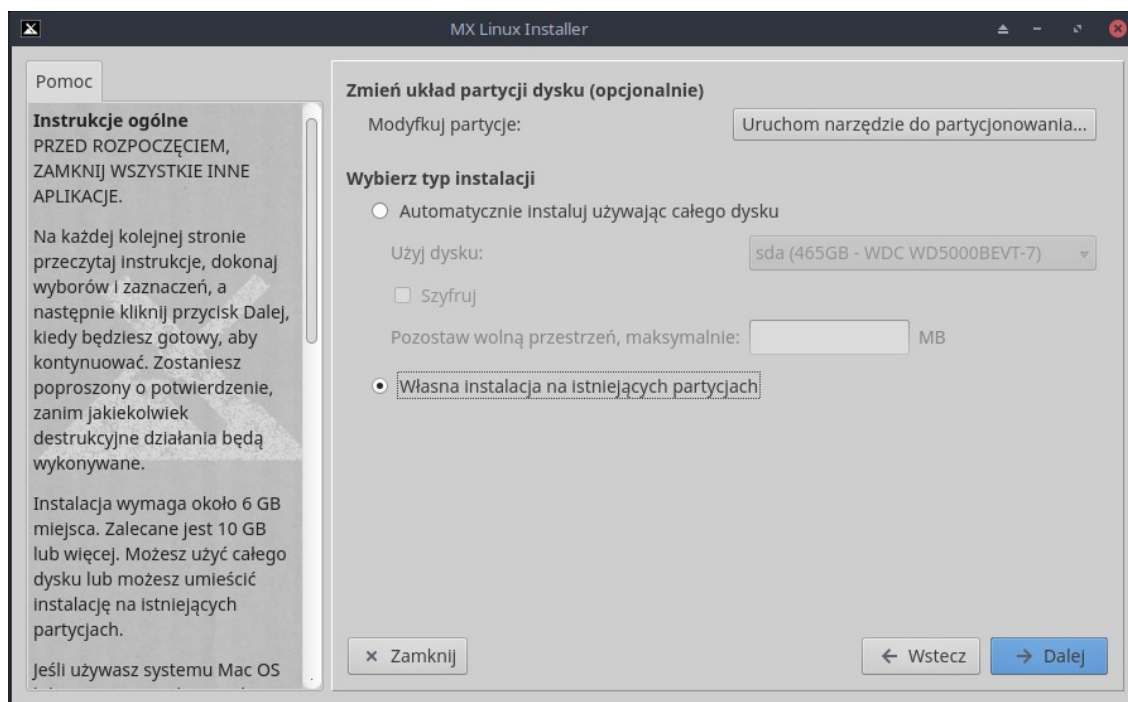 MX Linux Installer
Pomoc
Instrukcje ogólne
PRZED ROZPOCZĘCIEM,
ZAMKNIJ WSZYSTKIE INNE
APLIKACJE.
Na każdej kolejnej stronie
przeczytaj instrukcje, dokonaj
wyborów i zaznaczeń, a
następnie kliknij przycisk Dalej,
kiedy będziesz gotowy, aby
kontynuować. Zostaniesz
poproszony o potwierdzenie,
zanim jakiekolwiek
destrukcyjne działania będą
wykonywane.
Instalacja wymaga około 6 GB
miejsca. Zalecane jest 10 GB
lub więcej. Możesz użyć całego
dysku lub możesz umieścić
instalację na istniejących
partycjach.
Jeśli używasz systemu Mac OS
Zmień układ partycji dysku (opcjonalnie)
Modyfkuj partycje:
Uruchom narzędzie do partycjonowania...
Wybierz typ instalacji
Automatycznie instaluj używając całego dysku
Użyj dysku:
sda (465GB - WDC WD5000BEVT-7)
Szyfruj
Pozostaw wolną przestrzeń, maksymalnie:
MB
Własna instalacja na istniejących partycjach
Zamknij
Wstecz
Dalej